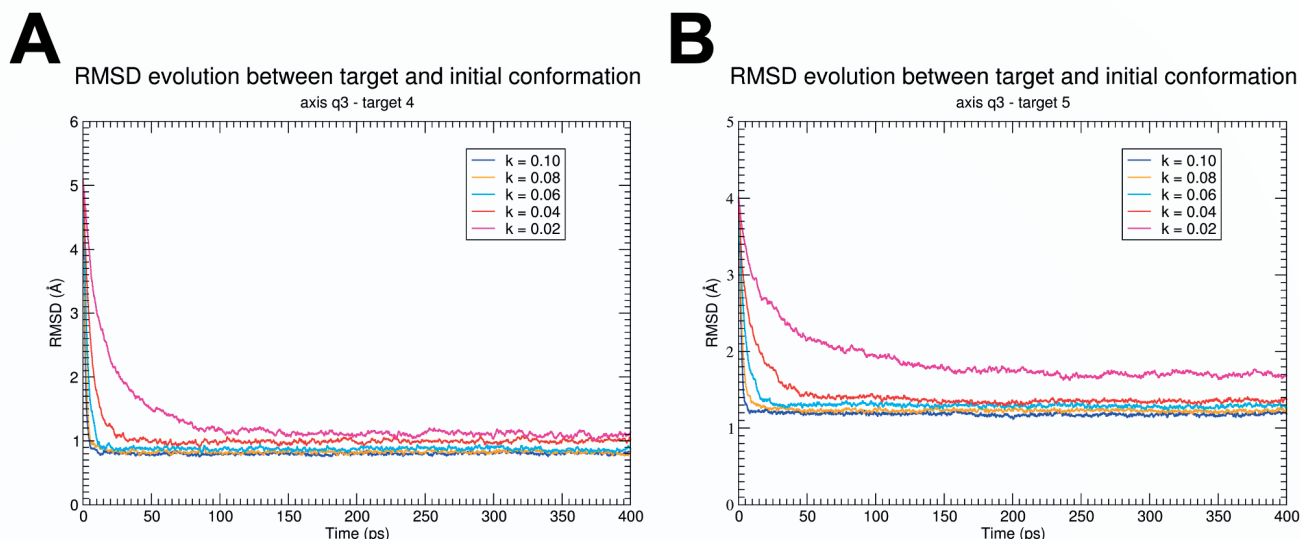 A
RMSD evolution between target and initial conformation
axis q3 - target 4
6
5
4
3
2
1
0
RMSD (Å)
k = 0.10
k = 0.08
k = 0.06
k = 0.04
k = 0.02
0 50 100 150 200 250 300 350 400
Time (ps)
B
RMSD evolution between target and initial conformation
axis q3 - target 5
5
4
3
2
1
0
RMSD (Å)
k = 0.10
k = 0.08
k = 0.06
k = 0.04
k = 0.02
0 50 100 150 200 250 300 350 400
Time (ps)